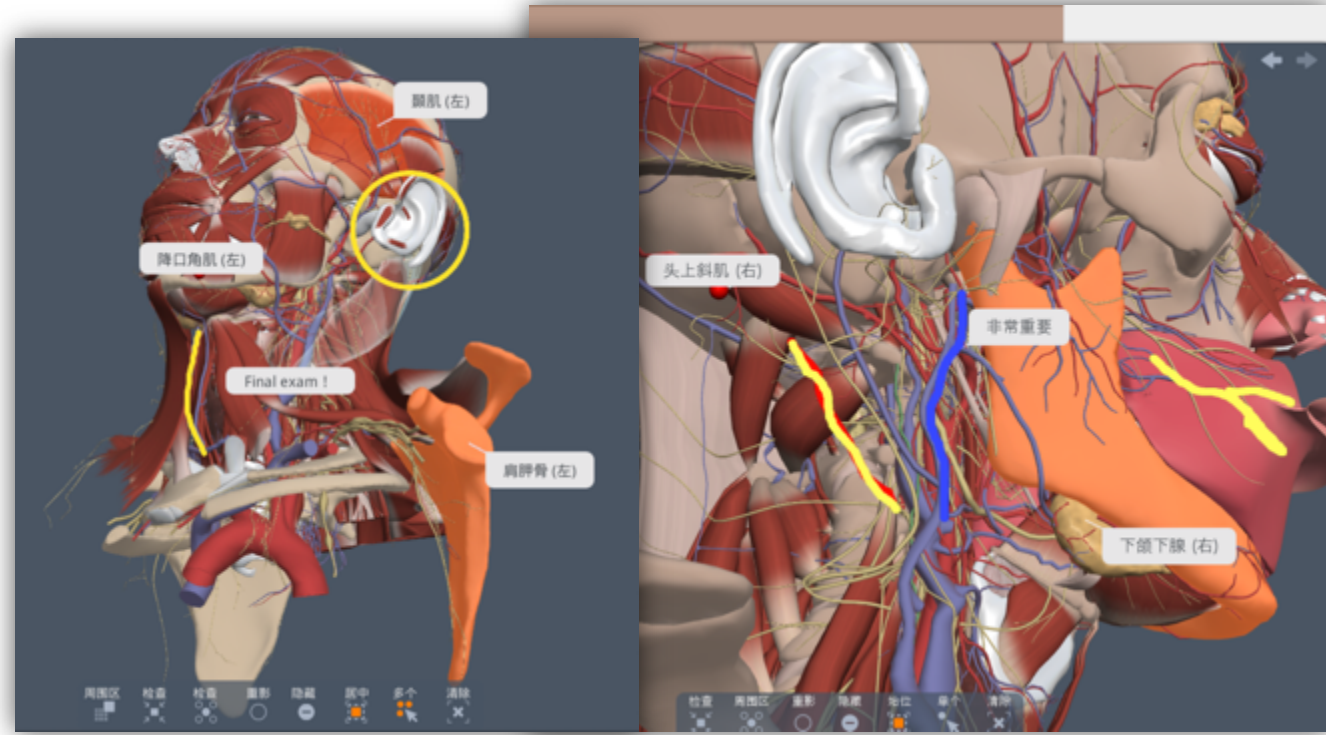 颞肌 (左)
降口角肌 (左)
Final exam！
肩胛骨 (左)
周围区
检查
检查
重影
隐藏
居中
多个
清除
头上斜肌 (右)
非常重要
下颌下腺 (右)
检查
周围区
重影
隐藏
始位
单个
清除